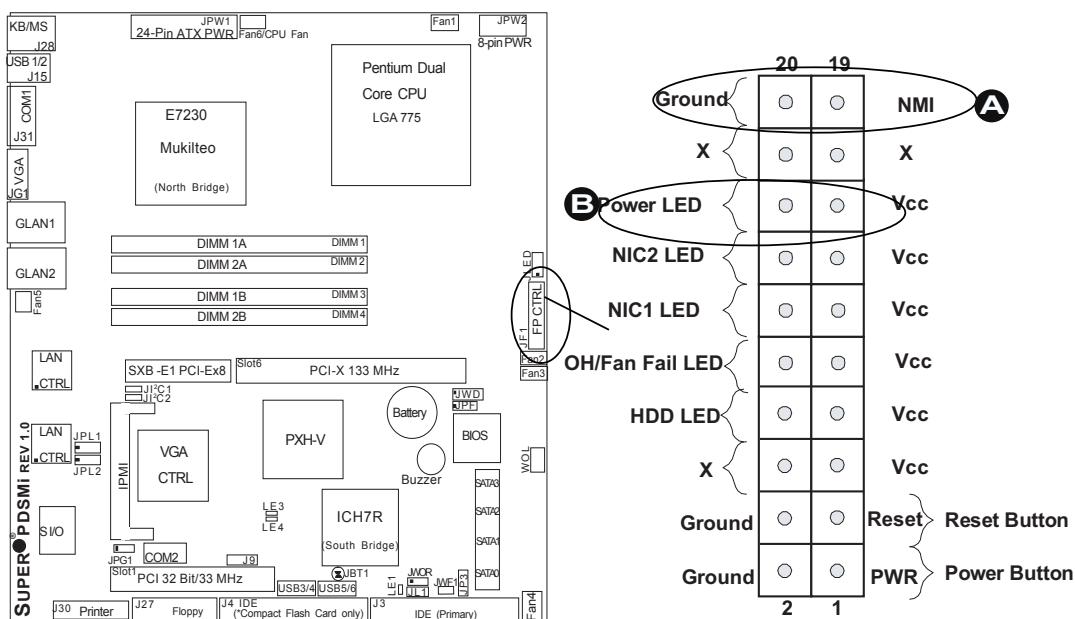 KB/MS
J28
USB 1/2
J15
COM1
J31
VGA
JG1
GLAN1
GLAN2
Fan5
JPW1
24-Pin ATX PWR
Fan6/CPU Fan
Fan1
JPW2
8-pin PWR
Pentium Dual
Core CPU
LGA 775
E7230
Mukilteo
(North Bridge)
DIMM 1A
DIMM 1
DIMM 2A
DIMM 2
DIMM 1B
DIMM 3
DIMM 2B
DIMM 4
JF1
FP CTRL
Fan2
Fan3
LAN
CTRL
SXB -E1 PCI-Ex8
Slot6
PCI-X 133 MHz
JI²C1
JI²C2
JWD
JPF
Battery
BIOS
Buzzer
WOL
LAN
CTRL
JPL1
JPL2
IPMI
VGA
CTRL
PXH-V
SATA3
SATA2
SATA1
SATA0
LE3
LE4
ICH7R
(South Bridge)
S I/O
JPG1
COM2
J9
Slot1
PCI 32 Bit/33 MHz
USB3/4
USB5/6
JBT1
LE1
JWOR
JL1
JWF1
JP3
SUPER® PDSMi REV 1.0
J30 Printer
J27
Floppy
J4 IDE
(*Compact Flash Card only)
J3
IDE (Primary)
Fan4
20 19
Ground NMI A
X X
B Power LED Vcc
NIC2 LED Vcc
NIC1 LED Vcc
OH/Fan Fail LED Vcc
HDD LED Vcc
X Vcc
Ground Reset Reset Button
Ground PWR Power Button
2 1